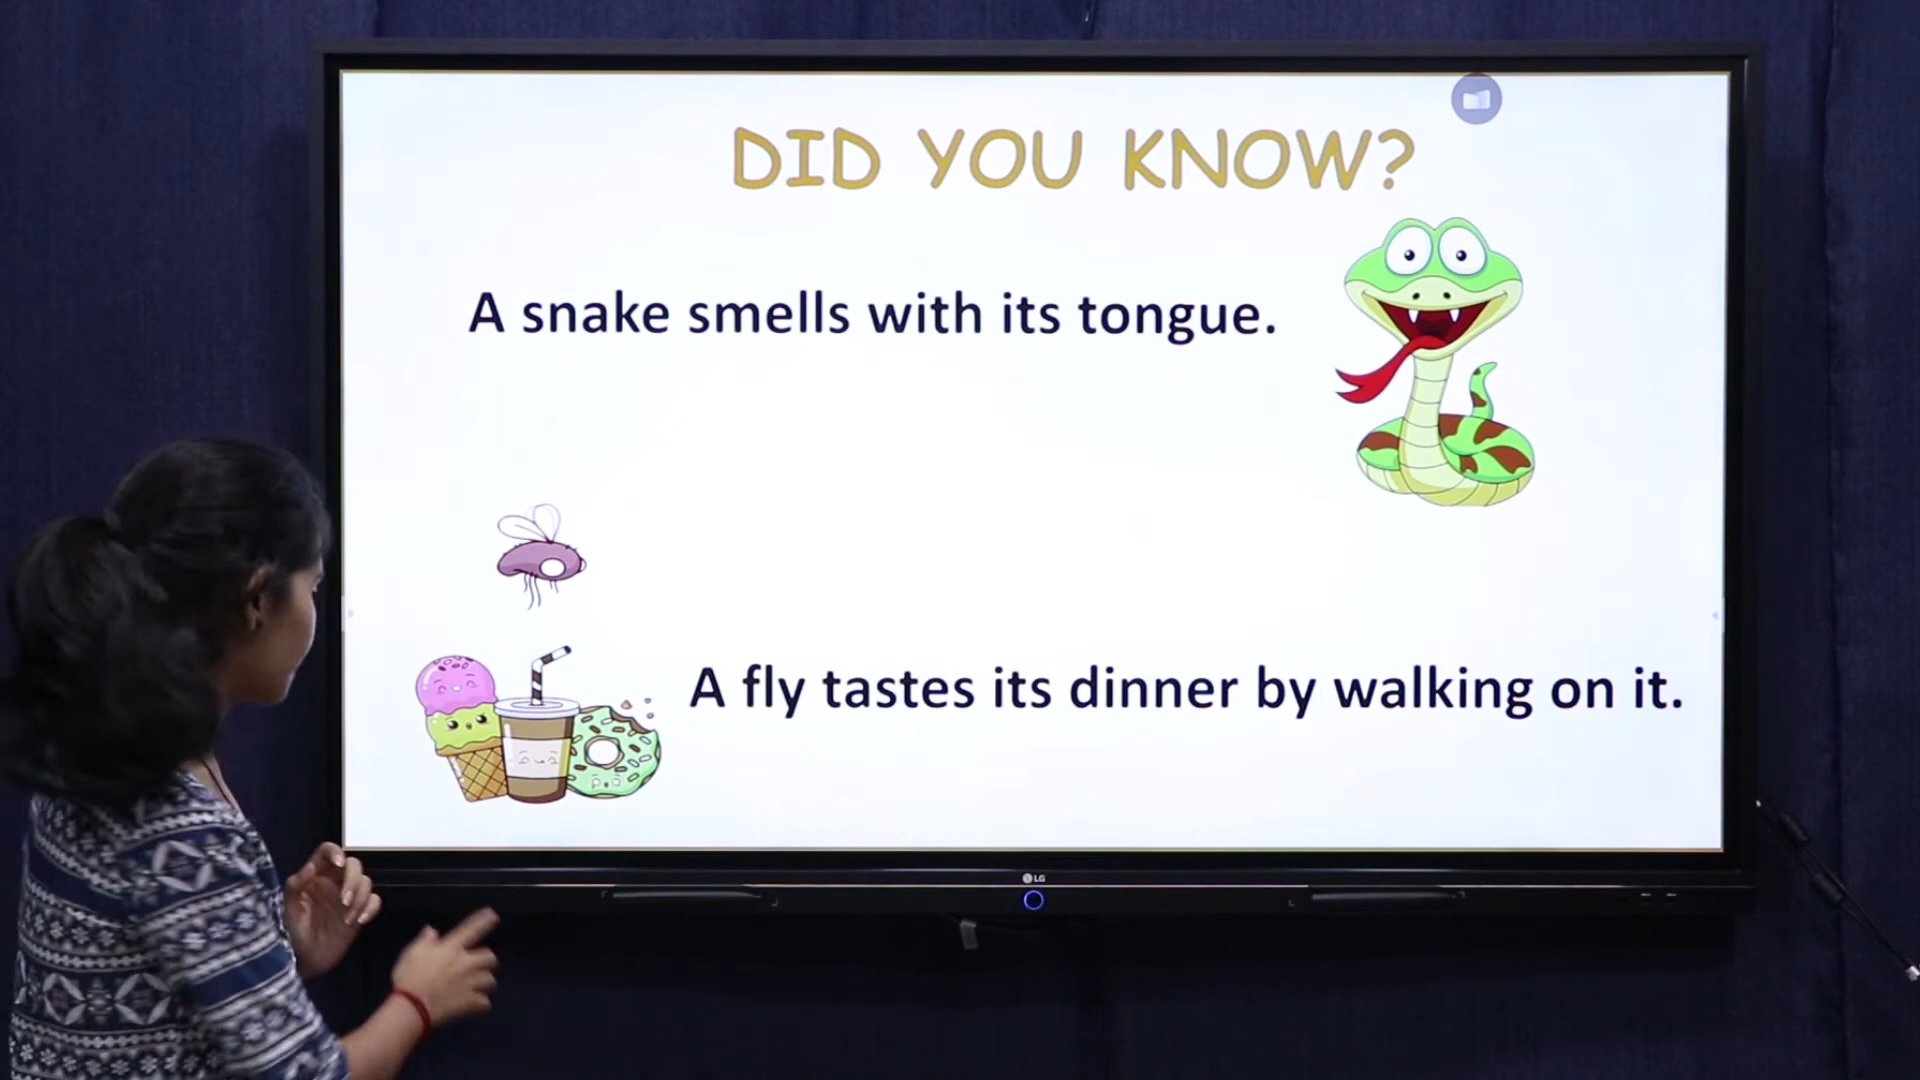 DID YOU KNOW?
A snake smells with its tongue.
A fly tastes its dinner by walking on it.
LG